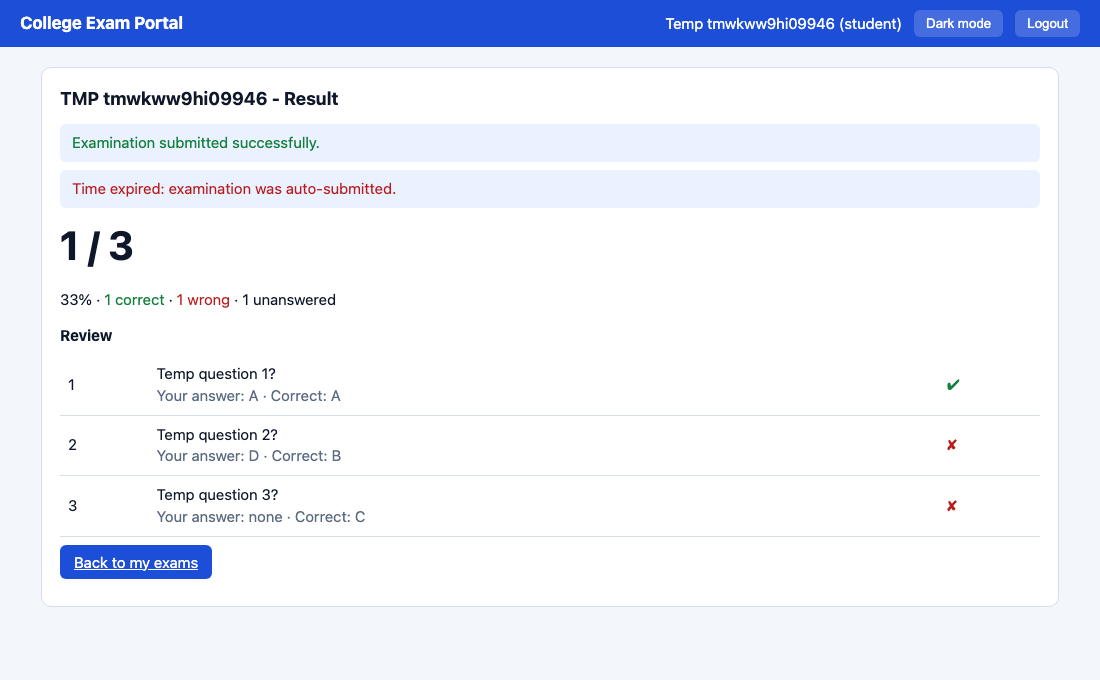 College Exam Portal
Temp tmwkww9hi09946 (student)
Dark mode
Logout
TMP tmwkww9hi09946 - Result
Examination submitted successfully.
Time expired: examination was auto-submitted.
1 / 3
33% · 1 correct · 1 wrong · 1 unanswered
Review
1
Temp question 1?
Your answer: A · Correct: A
✔
2
Temp question 2?
Your answer: D · Correct: B
✘
3
Temp question 3?
Your answer: none · Correct: C
✘
Back to my exams